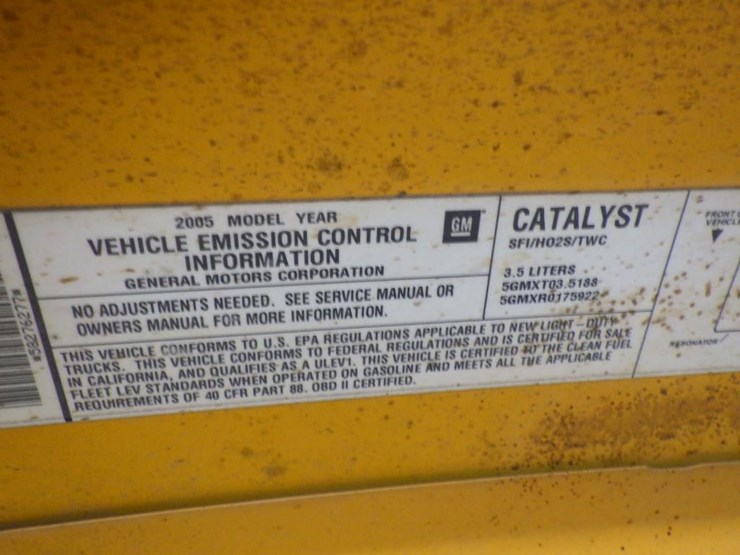 2005 MODEL YEAR
VEHICLE EMISSION CONTROL
INFORMATION
GENERAL MOTORS CORPORATION
GM
NO ADJUSTMENTS NEEDED. SEE SERVICE MANUAL OR
OWNERS MANUAL FOR MORE INFORMATION.
CATALYST
SFI/HO2S/TWC
3.5 LITERS
5GMXT03.5188
5GMXR0175922
THIS VEHICLE CONFORMS TO U.S. EPA REGULATIONS APPLICABLE TO NEW LIGHT-DUTY
TRUCKS. THIS VEHICLE CONFORMS TO FEDERAL REGULATIONS AND IS CERTIFIED FOR SALE
IN CALIFORNIA, AND QUALIFIES AS A ULEV1. THIS VEHICLE IS CERTIFIED TO THE CLEAN FUEL
FLEET LEV STANDARDS WHEN OPERATED ON GASOLINE AND MEETS ALL THE APPLICABLE
REQUIREMENTS OF 40 CFR PART 88. OBD II CERTIFIED.
FRONT
VEHICLE
RESONATOR